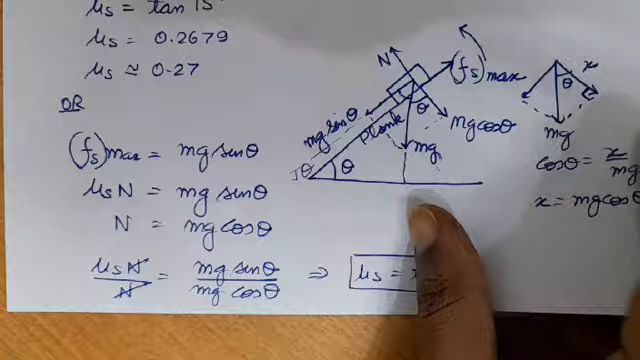 μs = tan 15°
μs = 0.2679
μs ≃ 0.27
OR
(fs)max = mg sinθ
μsN = mg sinθ
N = mg cosθ
μsN / N = mg sinθ / mg cosθ ⇒ μs =
N
(fs)max
mg sinθ
Plank
θ
Mg cosθ
mg
θ
x
θ
mg
cosθ = x / mg
x = mg cosθ